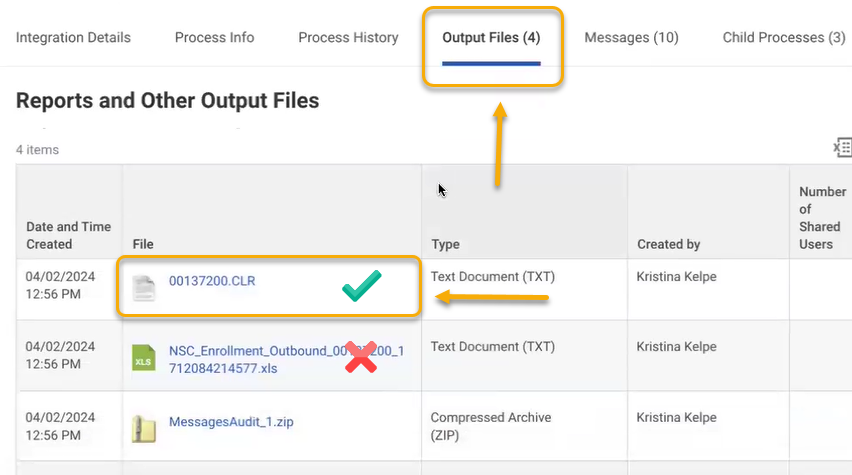 Integration Details Process Info Process History Output Files (4) Messages (10) Child Processes (3)
Reports and Other Output Files
4 items
Date and Time Created File Type Created by Number of Shared Users
04/02/2024 12:56 PM 00137200.CLR Text Document (TXT) Kristina Kelpe
04/02/2024 12:56 PM XLS NSC_Enrollment_Outbound_00137200_1
712084214577.xls Text Document (TXT) Kristina Kelpe
04/02/2024 12:56 PM MessagesAudit_1.zip Compressed Archive (ZIP) Kristina Kelpe